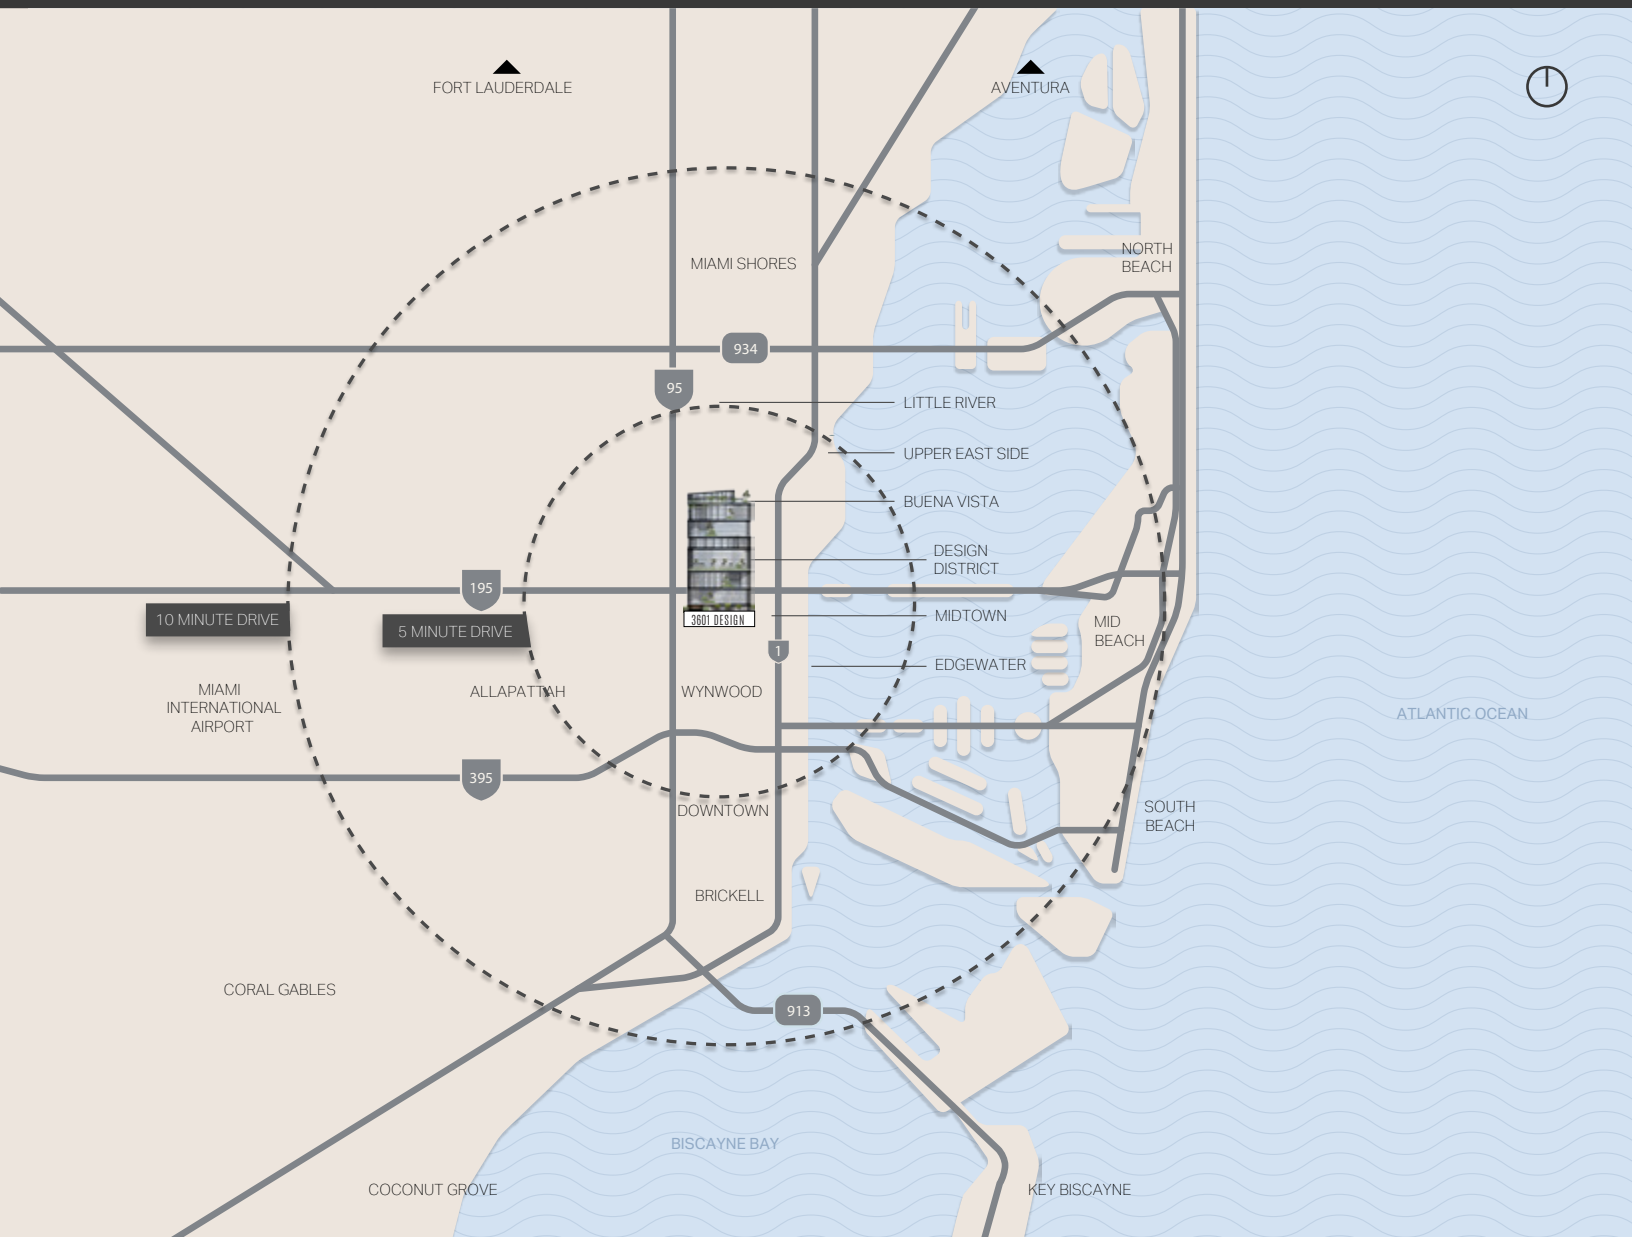 FORT LAUDERDALE
AVENTURA
NORTH
BEACH
MIAMI SHORES
934
95
LITTLE RIVER
UPPER EAST SIDE
BUENA VISTA
DESIGN
DISTRICT
195
10 MINUTE DRIVE
5 MINUTE DRIVE
3601 DESIGN
MIDTOWN
MID
BEACH
1
EDGEWATER
MIAMI
INTERNATIONAL
AIRPORT
ALLAPATTAH
WYNWOOD
ATLANTIC OCEAN
395
DOWNTOWN
SOUTH
BEACH
BRICKELL
CORAL GABLES
913
BISCAYNE BAY
COCONUT GROVE
KEY BISCAYNE